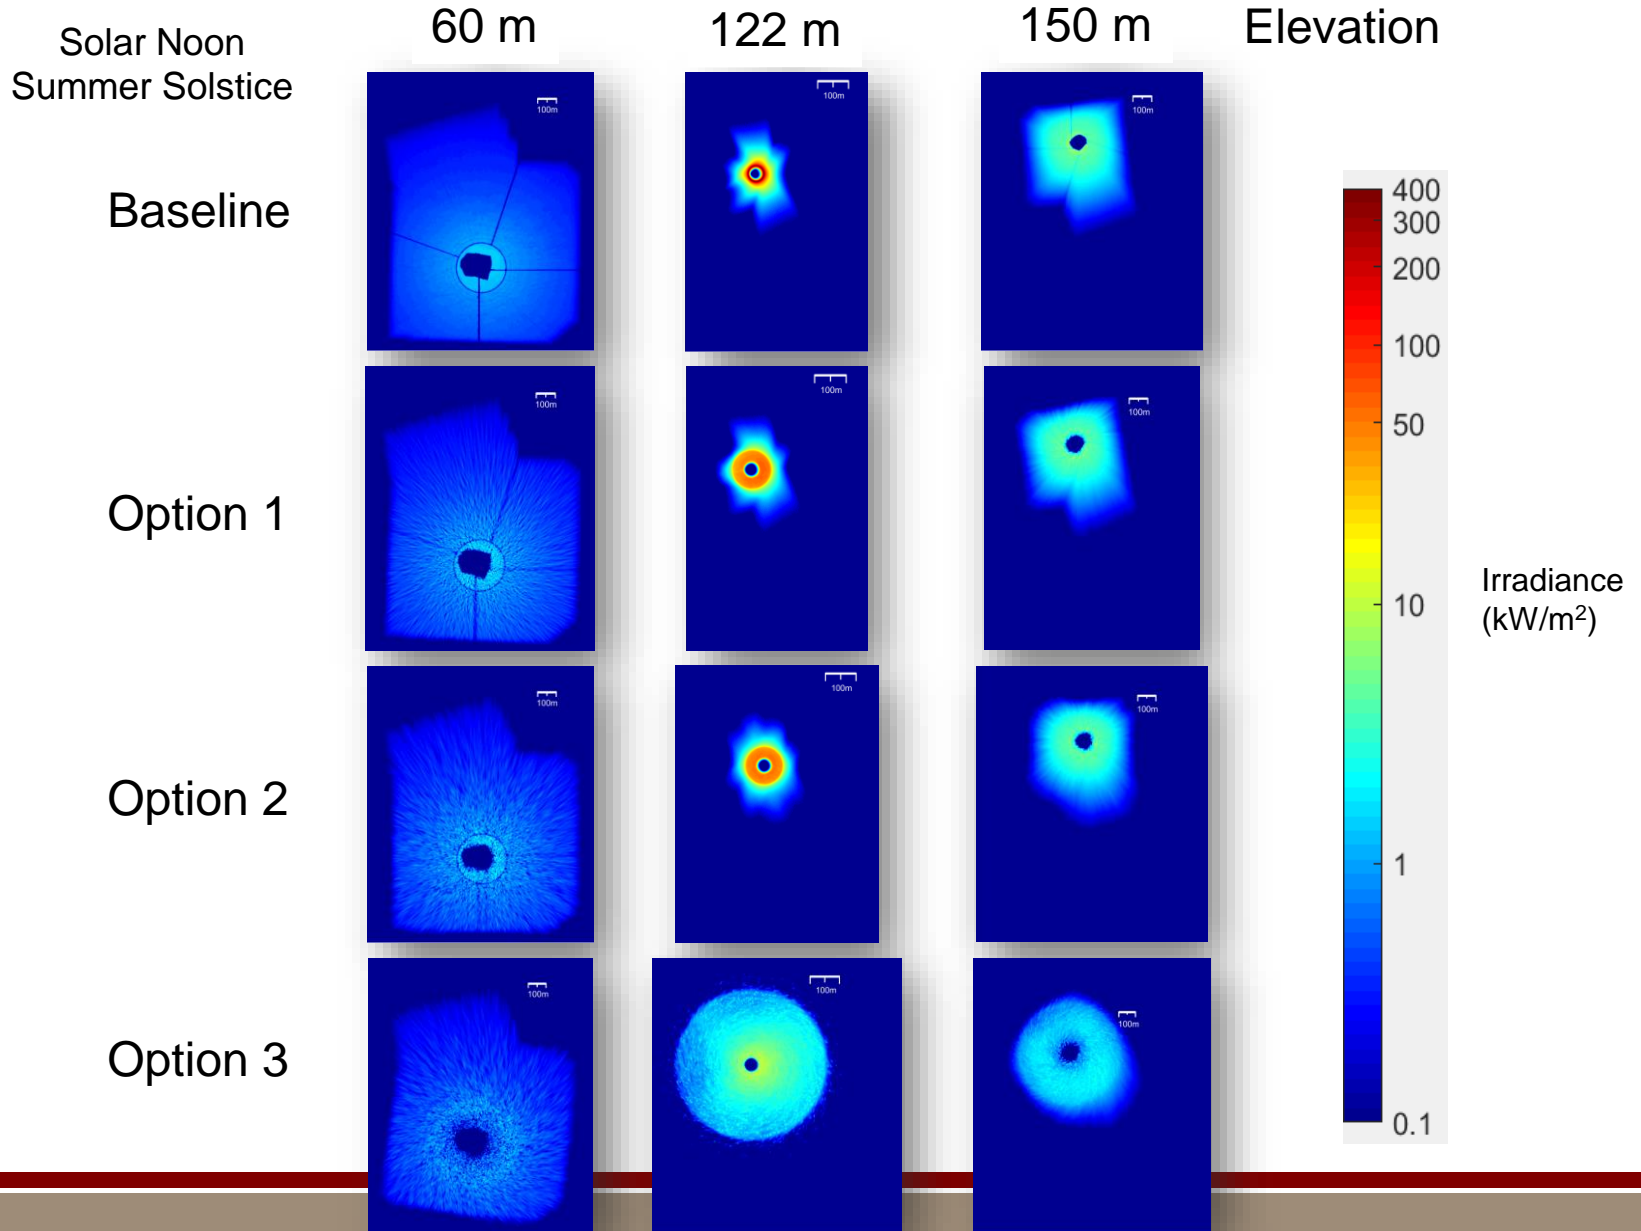 Solar Noon
Summer Solstice
60 m
122 m
150 m
Elevation
Baseline
100m
100m
100m
Option 1
100m
100m
100m
Option 2
100m
100m
100m
Option 3
100m
100m
100m
400
300
200
100
50
10
1
0.1
Irradiance
(kW/m²)